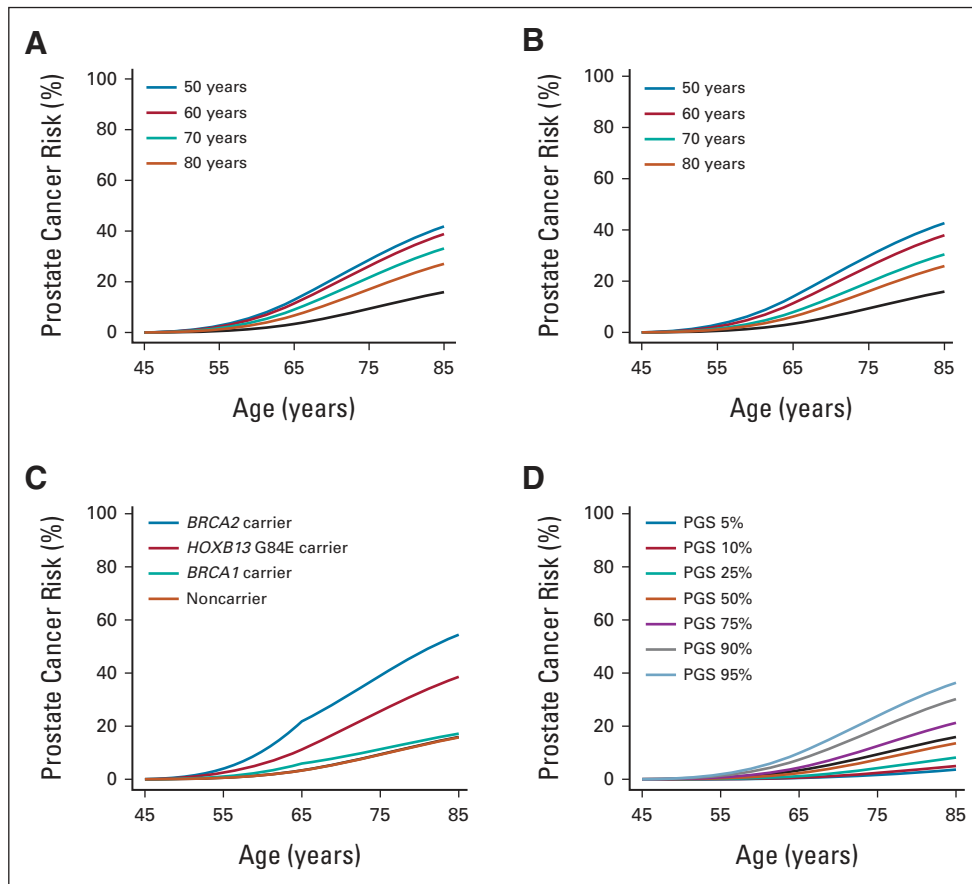 A
Prostate Cancer Risk (%)
100
80
60
40
20
0
50 years
60 years
70 years
80 years
45 55 65 75 85
Age (years)
B
Prostate Cancer Risk (%)
100
80
60
40
20
0
50 years
60 years
70 years
80 years
45 55 65 75 85
Age (years)
C
Prostate Cancer Risk (%)
100
80
60
40
20
0
BRCA2 carrier
HOXB13 G84E carrier
BRCA1 carrier
Noncarrier
45 55 65 75 85
Age (years)
D
Prostate Cancer Risk (%)
100
80
60
40
20
0
PGS 5%
PGS 10%
PGS 25%
PGS 50%
PGS 75%
PGS 90%
PGS 95%
45 55 65 75 85
Age (years)